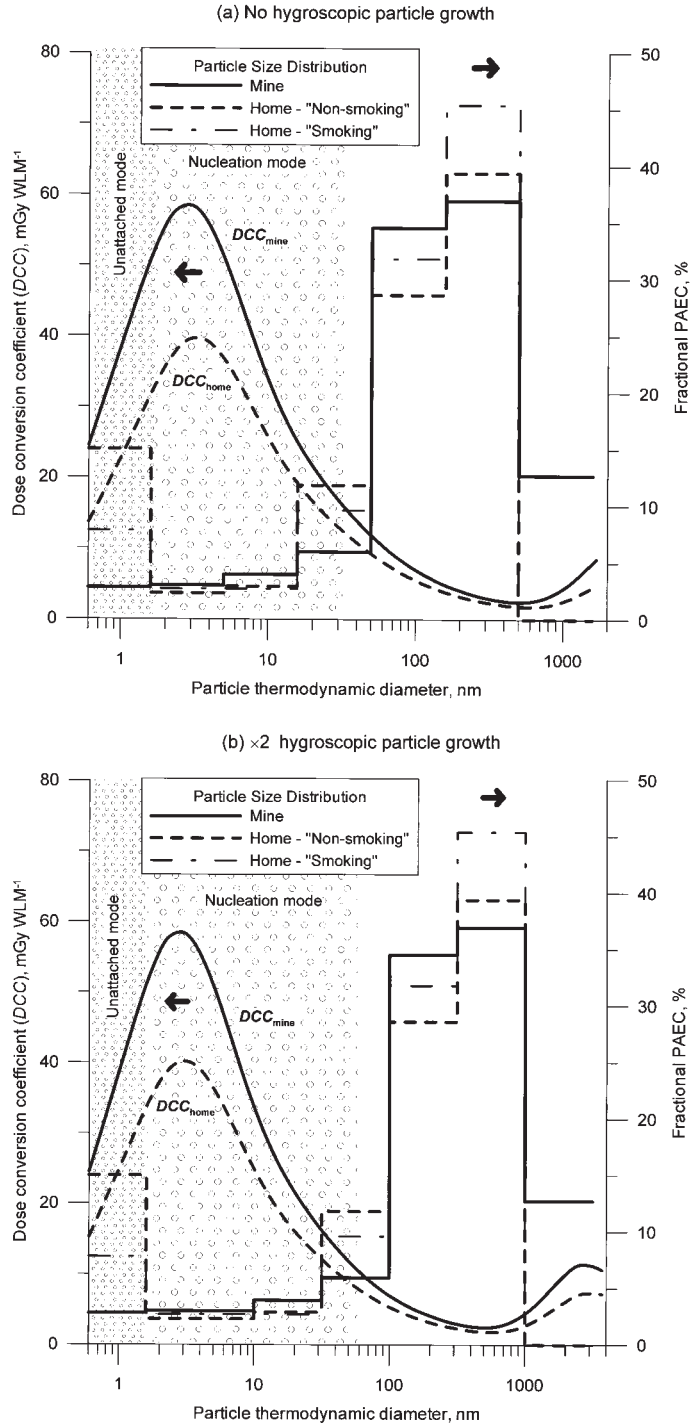 (a) No hygroscopic particle growth
Particle Size Distribution
Mine
Home - "Non-smoking"
Home - "Smoking"
80
60
40
20
0
Dose conversion coefficient (DCC), mGy WLM-1
Unattached mode
Nucleation mode
DCCmine
DCChome
50
40
30
20
10
0
Fractional PAEC, %
1
10
100
1000
Particle thermodynamic diameter, nm
(b) ×2 hygroscopic particle growth
Particle Size Distribution
Mine
Home - "Non-smoking"
Home - "Smoking"
80
60
40
20
0
Dose conversion coefficient (DCC), mGy WLM-1
Unattached mode
Nucleation mode
DCCmine
DCChome
50
40
30
20
10
0
Fractional PAEC, %
1
10
100
1000
Particle thermodynamic diameter, nm